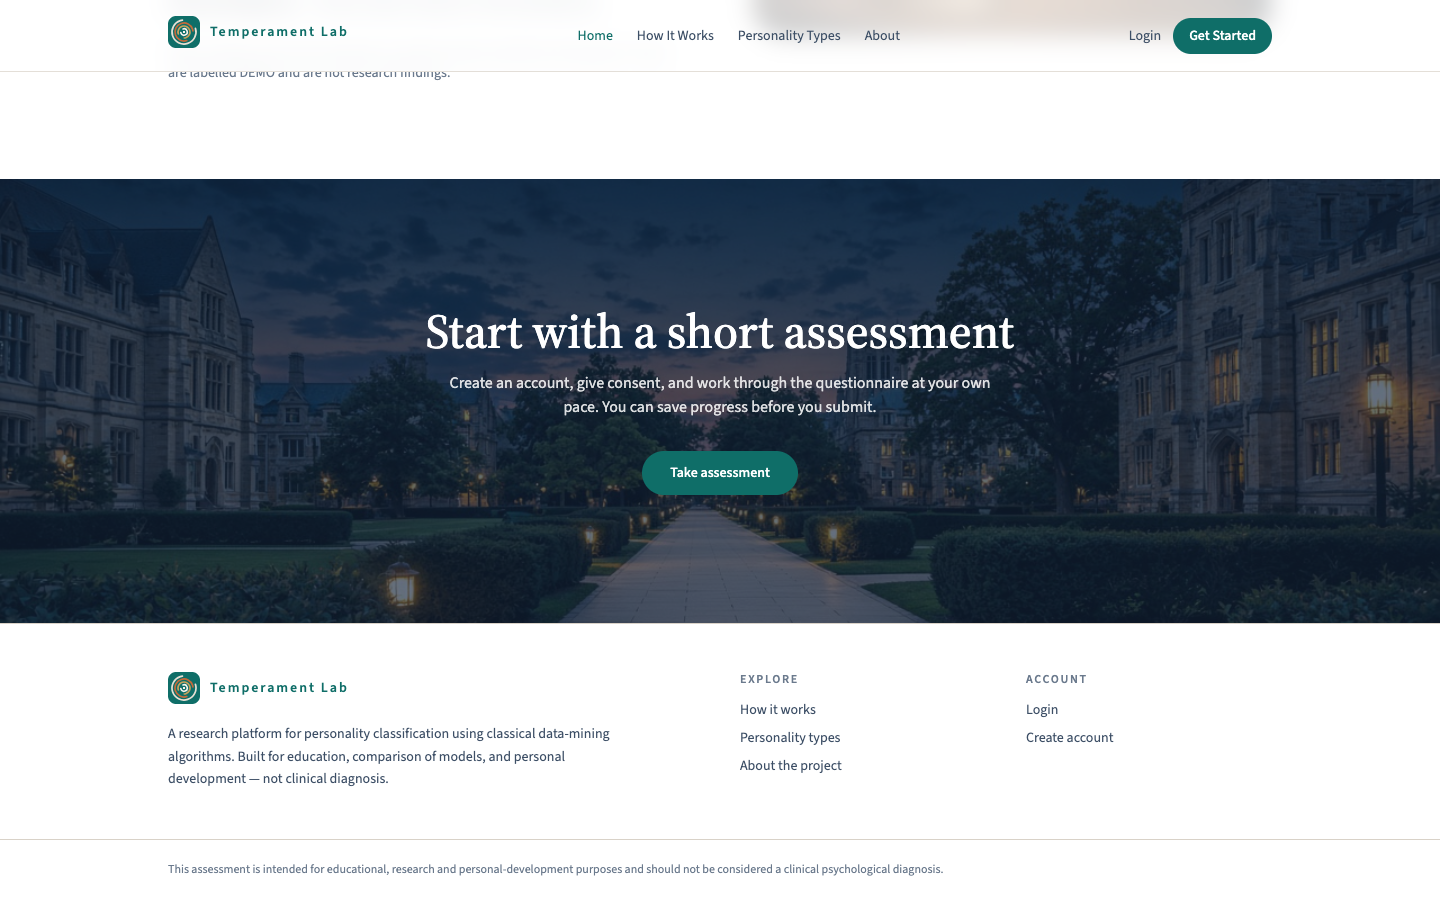 Temperament Lab
Home
How It Works
Personality Types
About
Login
Get Started
are labelled DEMO and are not research findings.
Start with a short assessment
Create an account, give consent, and work through the questionnaire at your own
pace. You can save progress before you submit.
Take assessment
Temperament Lab
A research platform for personality classification using classical data-mining
algorithms. Built for education, comparison of models, and personal
development — not clinical diagnosis.
EXPLORE
How it works
Personality types
About the project
ACCOUNT
Login
Create account
This assessment is intended for educational, research and personal-development purposes and should not be considered a clinical psychological diagnosis.